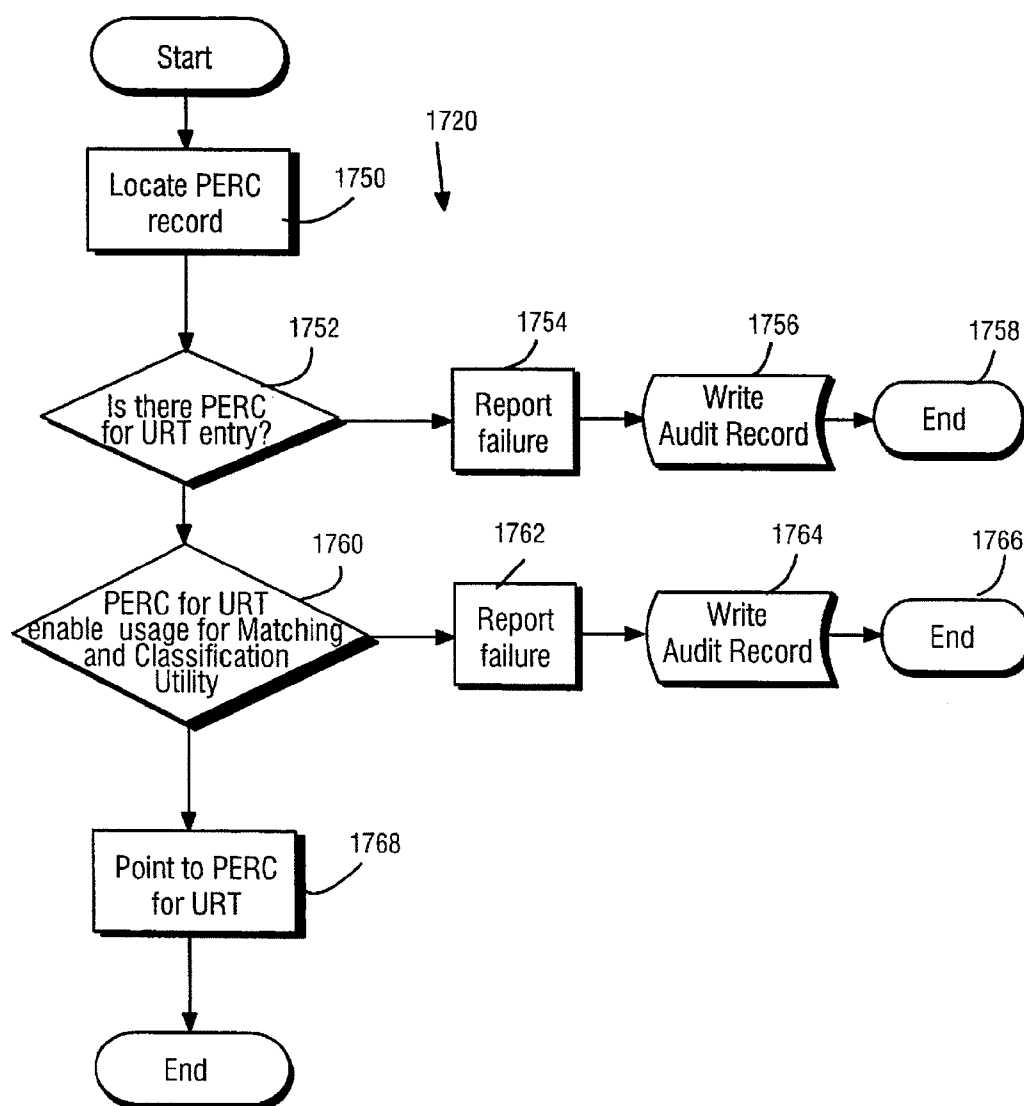 Start
1720
Locate PERC
record
1750
1752
Is there PERC
for URT entry?
1754
Report
failure
1756
Write
Audit Record
1758
End
1760
PERC for URT
enable usage for Matching
and Classification
Utility
1762
Report
failure
1764
Write
Audit Record
1766
End
Point to PERC
for URT
1768
End